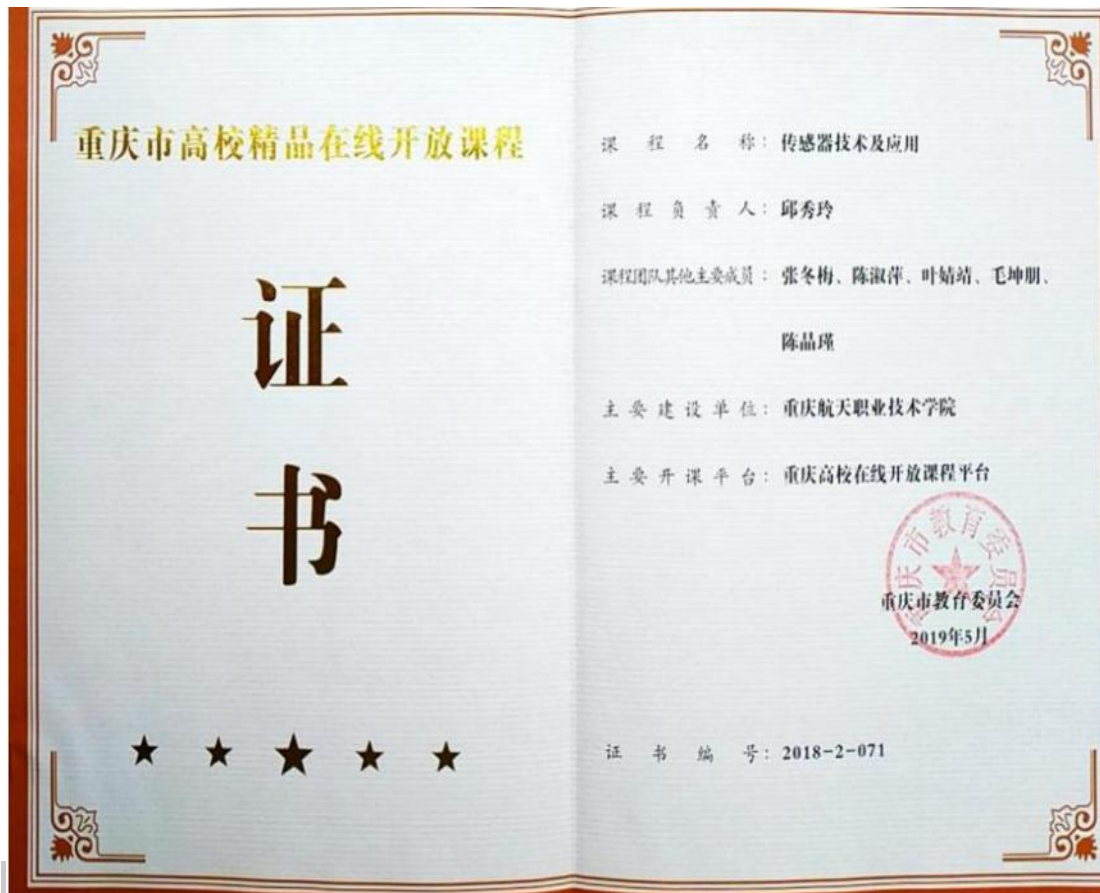 重庆市高校精品在线开放课程
证
书
课程名称：传感器技术及应用
课程负责人：邱秀玲
课程团队其他主要成员：张冬梅、陈淑萍、叶婧靖、毛坤朋、
陈品瑾
主要建设单位：重庆航天职业技术学院
主要开课平台：重庆高校在线开放课程平台
重庆市教育委员会
重庆市教育委员会
2019年5月
证书编号：2018-2-071